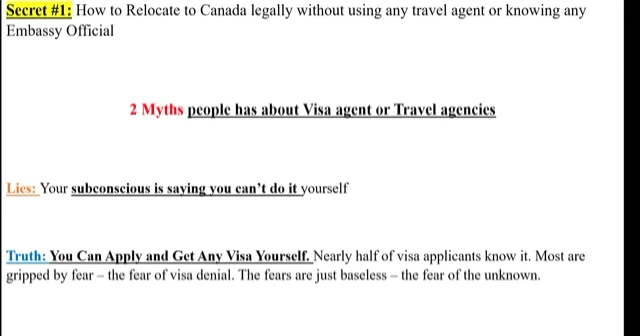 Secret #1: How to Relocate to Canada legally without using any travel agent or knowing any
Embassy Official
2 Myths people has about Visa agent or Travel agencies
Lies: Your subconscious is saying you can't do it yourself
Truth: You Can Apply and Get Any Visa Yourself. Nearly half of visa applicants know it. Most are
gripped by fear – the fear of visa denial. The fears are just baseless – the fear of the unknown.